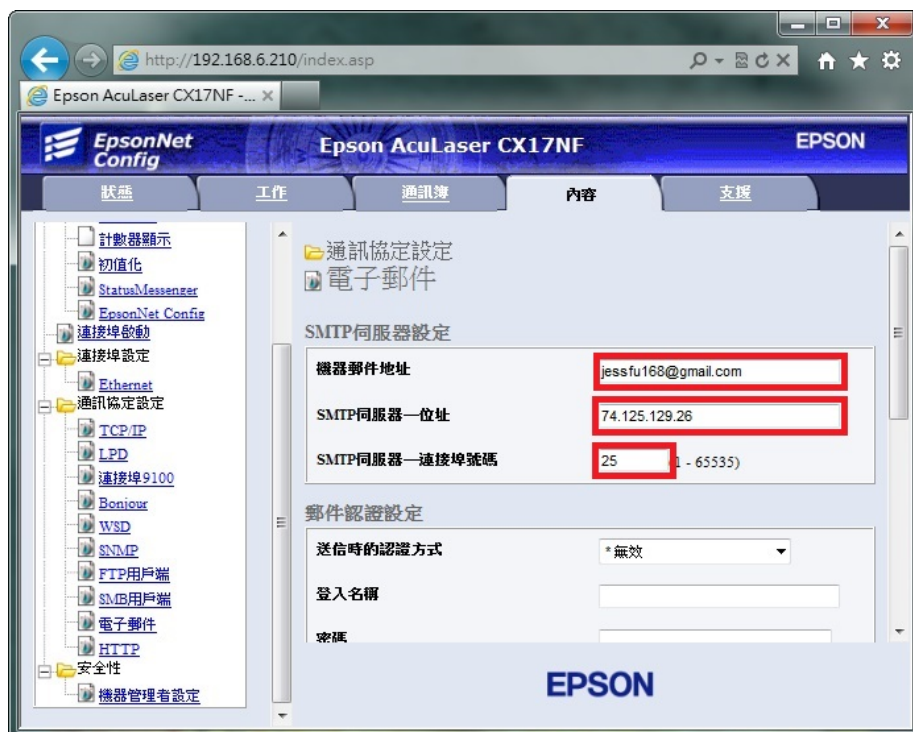 http://192.168.6.210/index.asp
Epson AcuLaser CX17NF -...
EpsonNet
Config
Epson AcuLaser CX17NF
EPSON
狀態
工作
通訊簿
內容
支援
計數器顯示
初值化
StatusMessenger
EpsonNet Config
連接埠啟動
連接埠設定
Ethernet
通訊協定設定
TCP/IP
LPD
連接埠9100
Bonjour
WSD
SNMP
FTP用戶端
SMB用戶端
電子郵件
HTTP
安全性
機器管理者設定
通訊協定設定
電子郵件
SMTP伺服器設定
機器郵件地址
jessfu168@gmail.com
SMTP伺服器—位址
74.125.129.26
SMTP伺服器—連接埠號碼
25
1 - 65535)
郵件認證設定
送信時的認證方式
*無效
登入名稱
密碼
EPSON